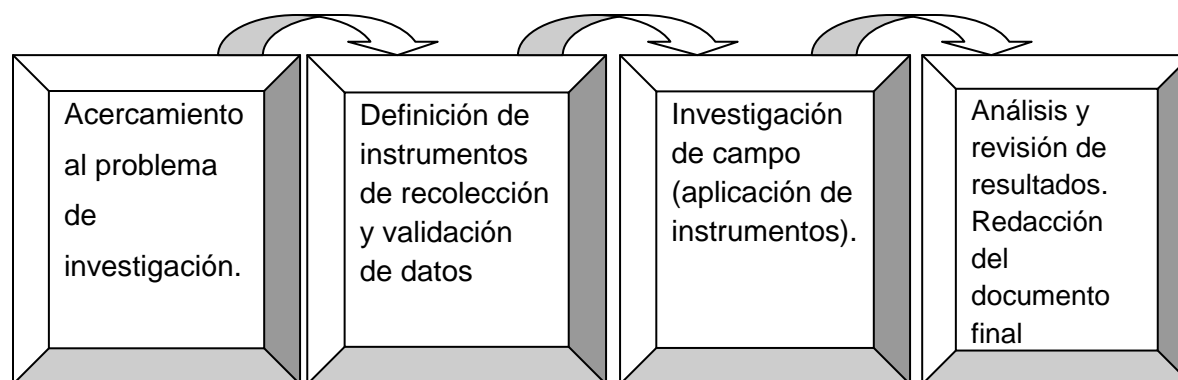 Acercamiento
al problema
de
investigación.
Definición de
instrumentos
de recolección
y validación
de datos
Investigación
de campo
(aplicación de
instrumentos).
Análisis y
revisión de
resultados.
Redacción
del
documento
final